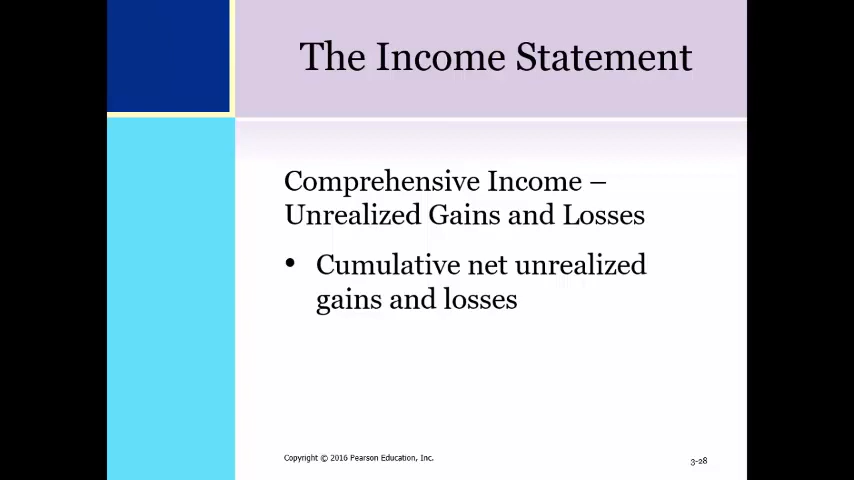 The Income Statement
Comprehensive Income –
Unrealized Gains and Losses
• Cumulative net unrealized
gains and losses
Copyright © 2016 Pearson Education, Inc.
3-28